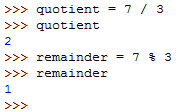 >>> quotient = 7 / 3
>>> quotient
2
>>> remainder = 7 % 3
>>> remainder
1
>>>